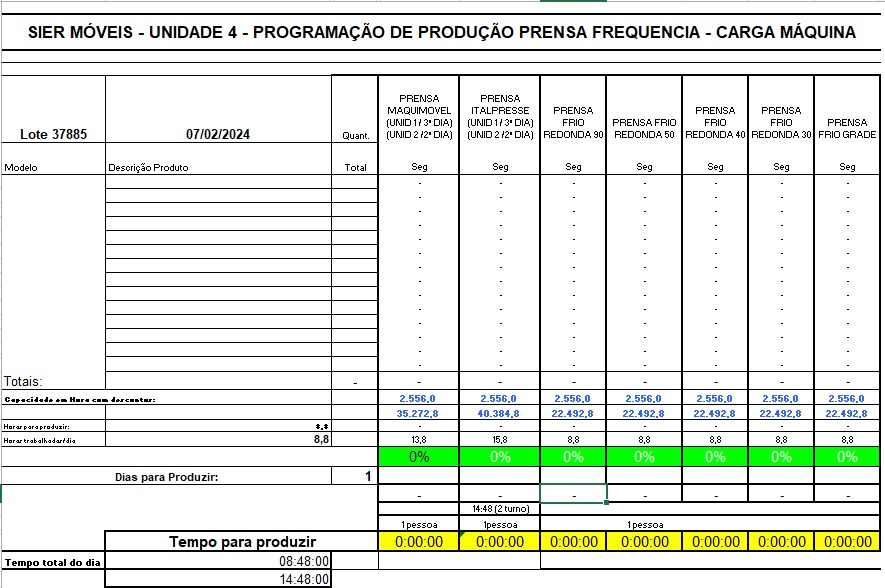 SIER MÓVEIS - UNIDADE 4 - PROGRAMAÇÃO DE PRODUÇÃO PRENSA FREQUENCIA - CARGA MÁQUINA
Lote 37885 07/02/2024 Quant. PRENSA MAQUIMOVEL (UNID 1 / 3ª DIA) (UNID 2 /2ª DIA) PRENSA ITALPRESSE (UNID 1 / 3ª DIA) (UNID 2 /2ª DIA) PRENSA FRIO REDONDA 90 PRENSA FRIO REDONDA 50 PRENSA FRIO REDONDA 40 PRENSA FRIO REDONDA 30 PRENSA FRIO GRADE
Modelo Descrição Produto Total Seg Seg Seg Seg Seg Seg Seg
- - - - - - -
- - - - - - -
- - - - - - -
- - - - - - -
- - - - - - -
- - - - - - -
- - - - - - -
- - - - - - -
- - - - - - -
- - - - - - -
- - - - - - -
- - - - - - -
- - - - - - -
- - - - - - -
Totais: - - - - - - - -
Capacidade em Hora com desconto: 2.556,0 2.556,0 2.556,0 2.556,0 2.556,0 2.556,0 2.556,0
35.272,8 40.384,8 22.492,8 22.492,8 22.492,8 22.492,8 22.492,8
Horas para produzir: 8,8 - - - - - - -
Horas trabalhadas/dia 8,8 13,8 15,8 8,8 8,8 8,8 8,8 8,8
0% 0% 0% 0% 0% 0% 0%
Dias para Produzir: 1
- - - - - - -
14:48 (2 turno)
1 pessoa 1pessoa 1 pessoa
Tempo para produzir 0:00:00 0:00:00 0:00:00 0:00:00 0:00:00 0:00:00 0:00:00
Tempo total do dia 08:48:00
14:48:00